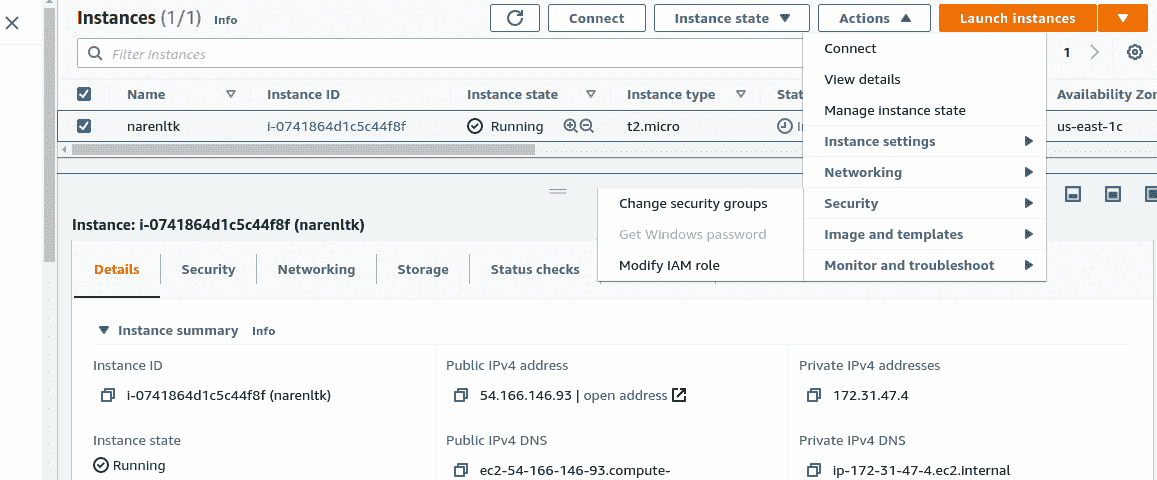 Instances (1/1) Info
Connect
Instance state
Actions
Launch instances
Filter instances
1
Name
Instance ID
Instance state
Instance type
Stat
Availability Zon
narenltk
i-0741864d1c5c44f8f
Running
t2.micro
us-east-1c
Connect
View details
Manage instance state
Instance settings
Networking
Security
Image and templates
Monitor and troubleshoot
Change security groups
Get Windows password
Modify IAM role
Instance: i-0741864d1c5c44f8f (narenltk)
Details
Security
Networking
Storage
Status checks
Instance summary Info
Instance ID
Public IPv4 address
Private IPv4 addresses
i-0741864d1c5c44f8f (narenltk)
54.166.146.93 | open address
172.31.47.4
Instance state
Public IPv4 DNS
Private IPv4 DNS
Running
ec2-54-166-146-93.compute-
ip-172-31-47-4.ec2.internal